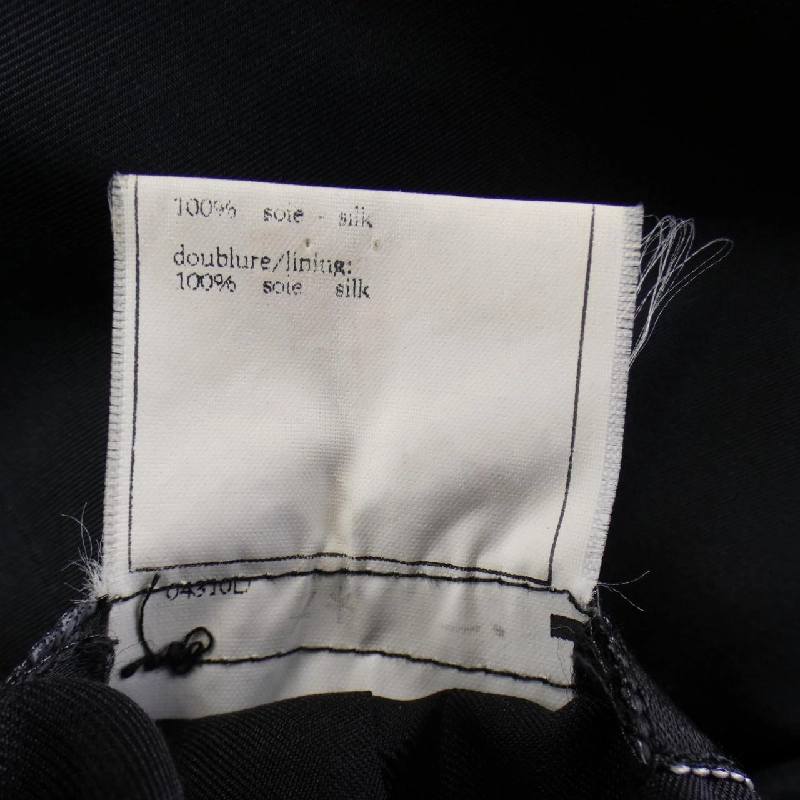 100% soie - silk
doublure/lining:
100% soie silk